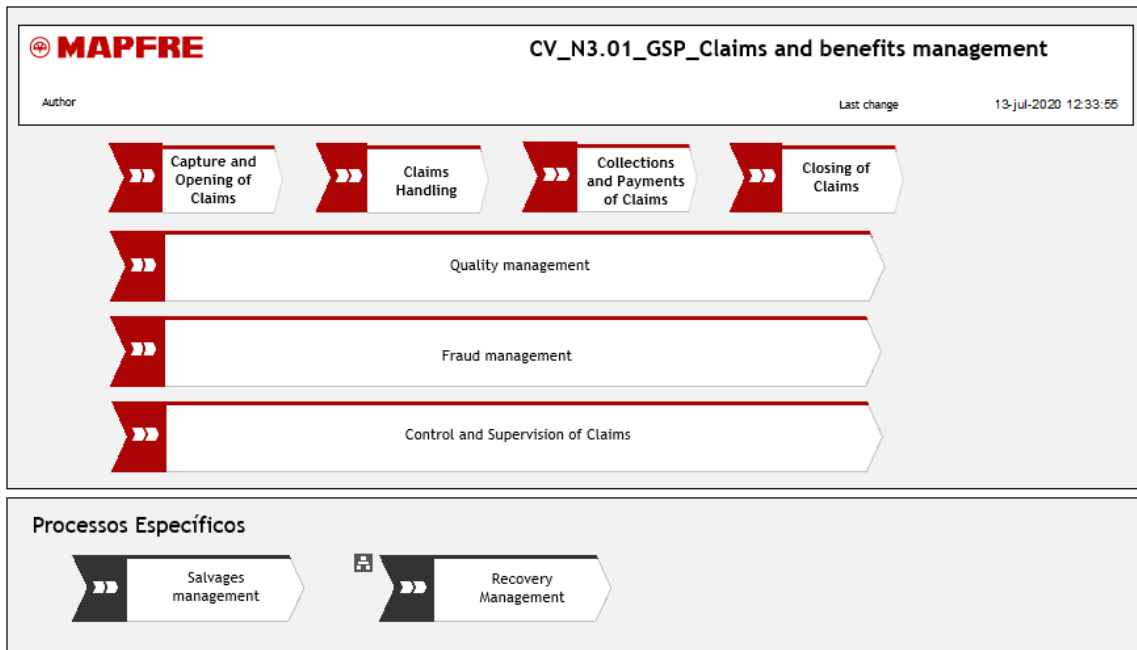 MAPFRE
CV_N3.01_GSP_Claims and benefits management
Author
Last change
13-jul-2020 12:33:55
Capture and
Opening of
Claims
Claims
Handling
Collections
and Payments
of Claims
Closing of
Claims
Quality management
Fraud management
Control and Supervision of Claims
Processos Específicos
Salvages
management
Recovery
Management